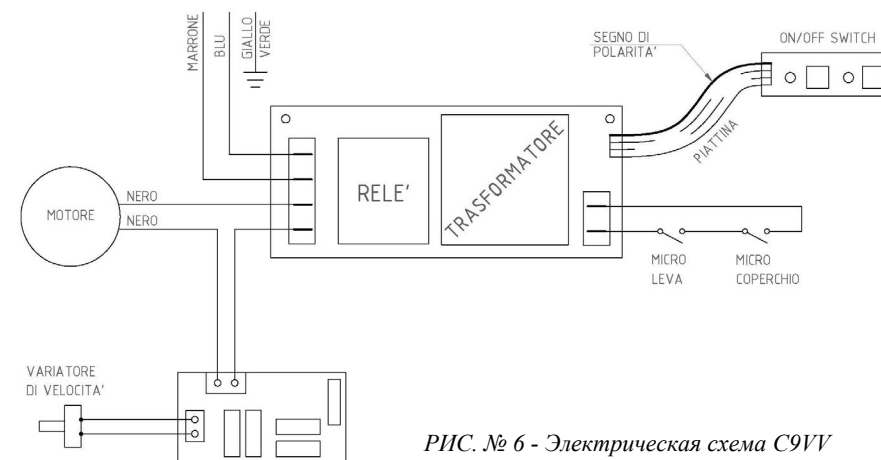 MARRONE
BLU
GIALLO
VERDE
SEGNO DI
POLARITA'
ON/OFF SWITCH
PIATTINA
RELE'
TRASFORMATORE
MOTORE
NERO
NERO
MICRO
LEVA
MICRO
COPERCHIO
VARIATORE
DI VELOCITA'
РИС. № 6 - Электрическая схема C9VV